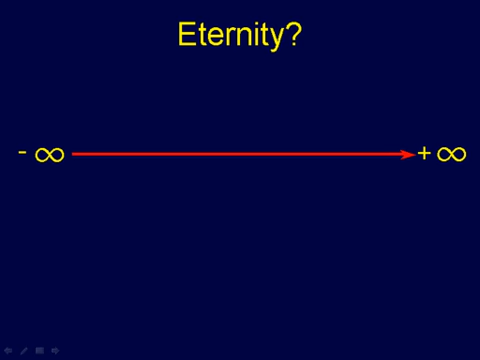 Eternity?
- ∞ + ∞